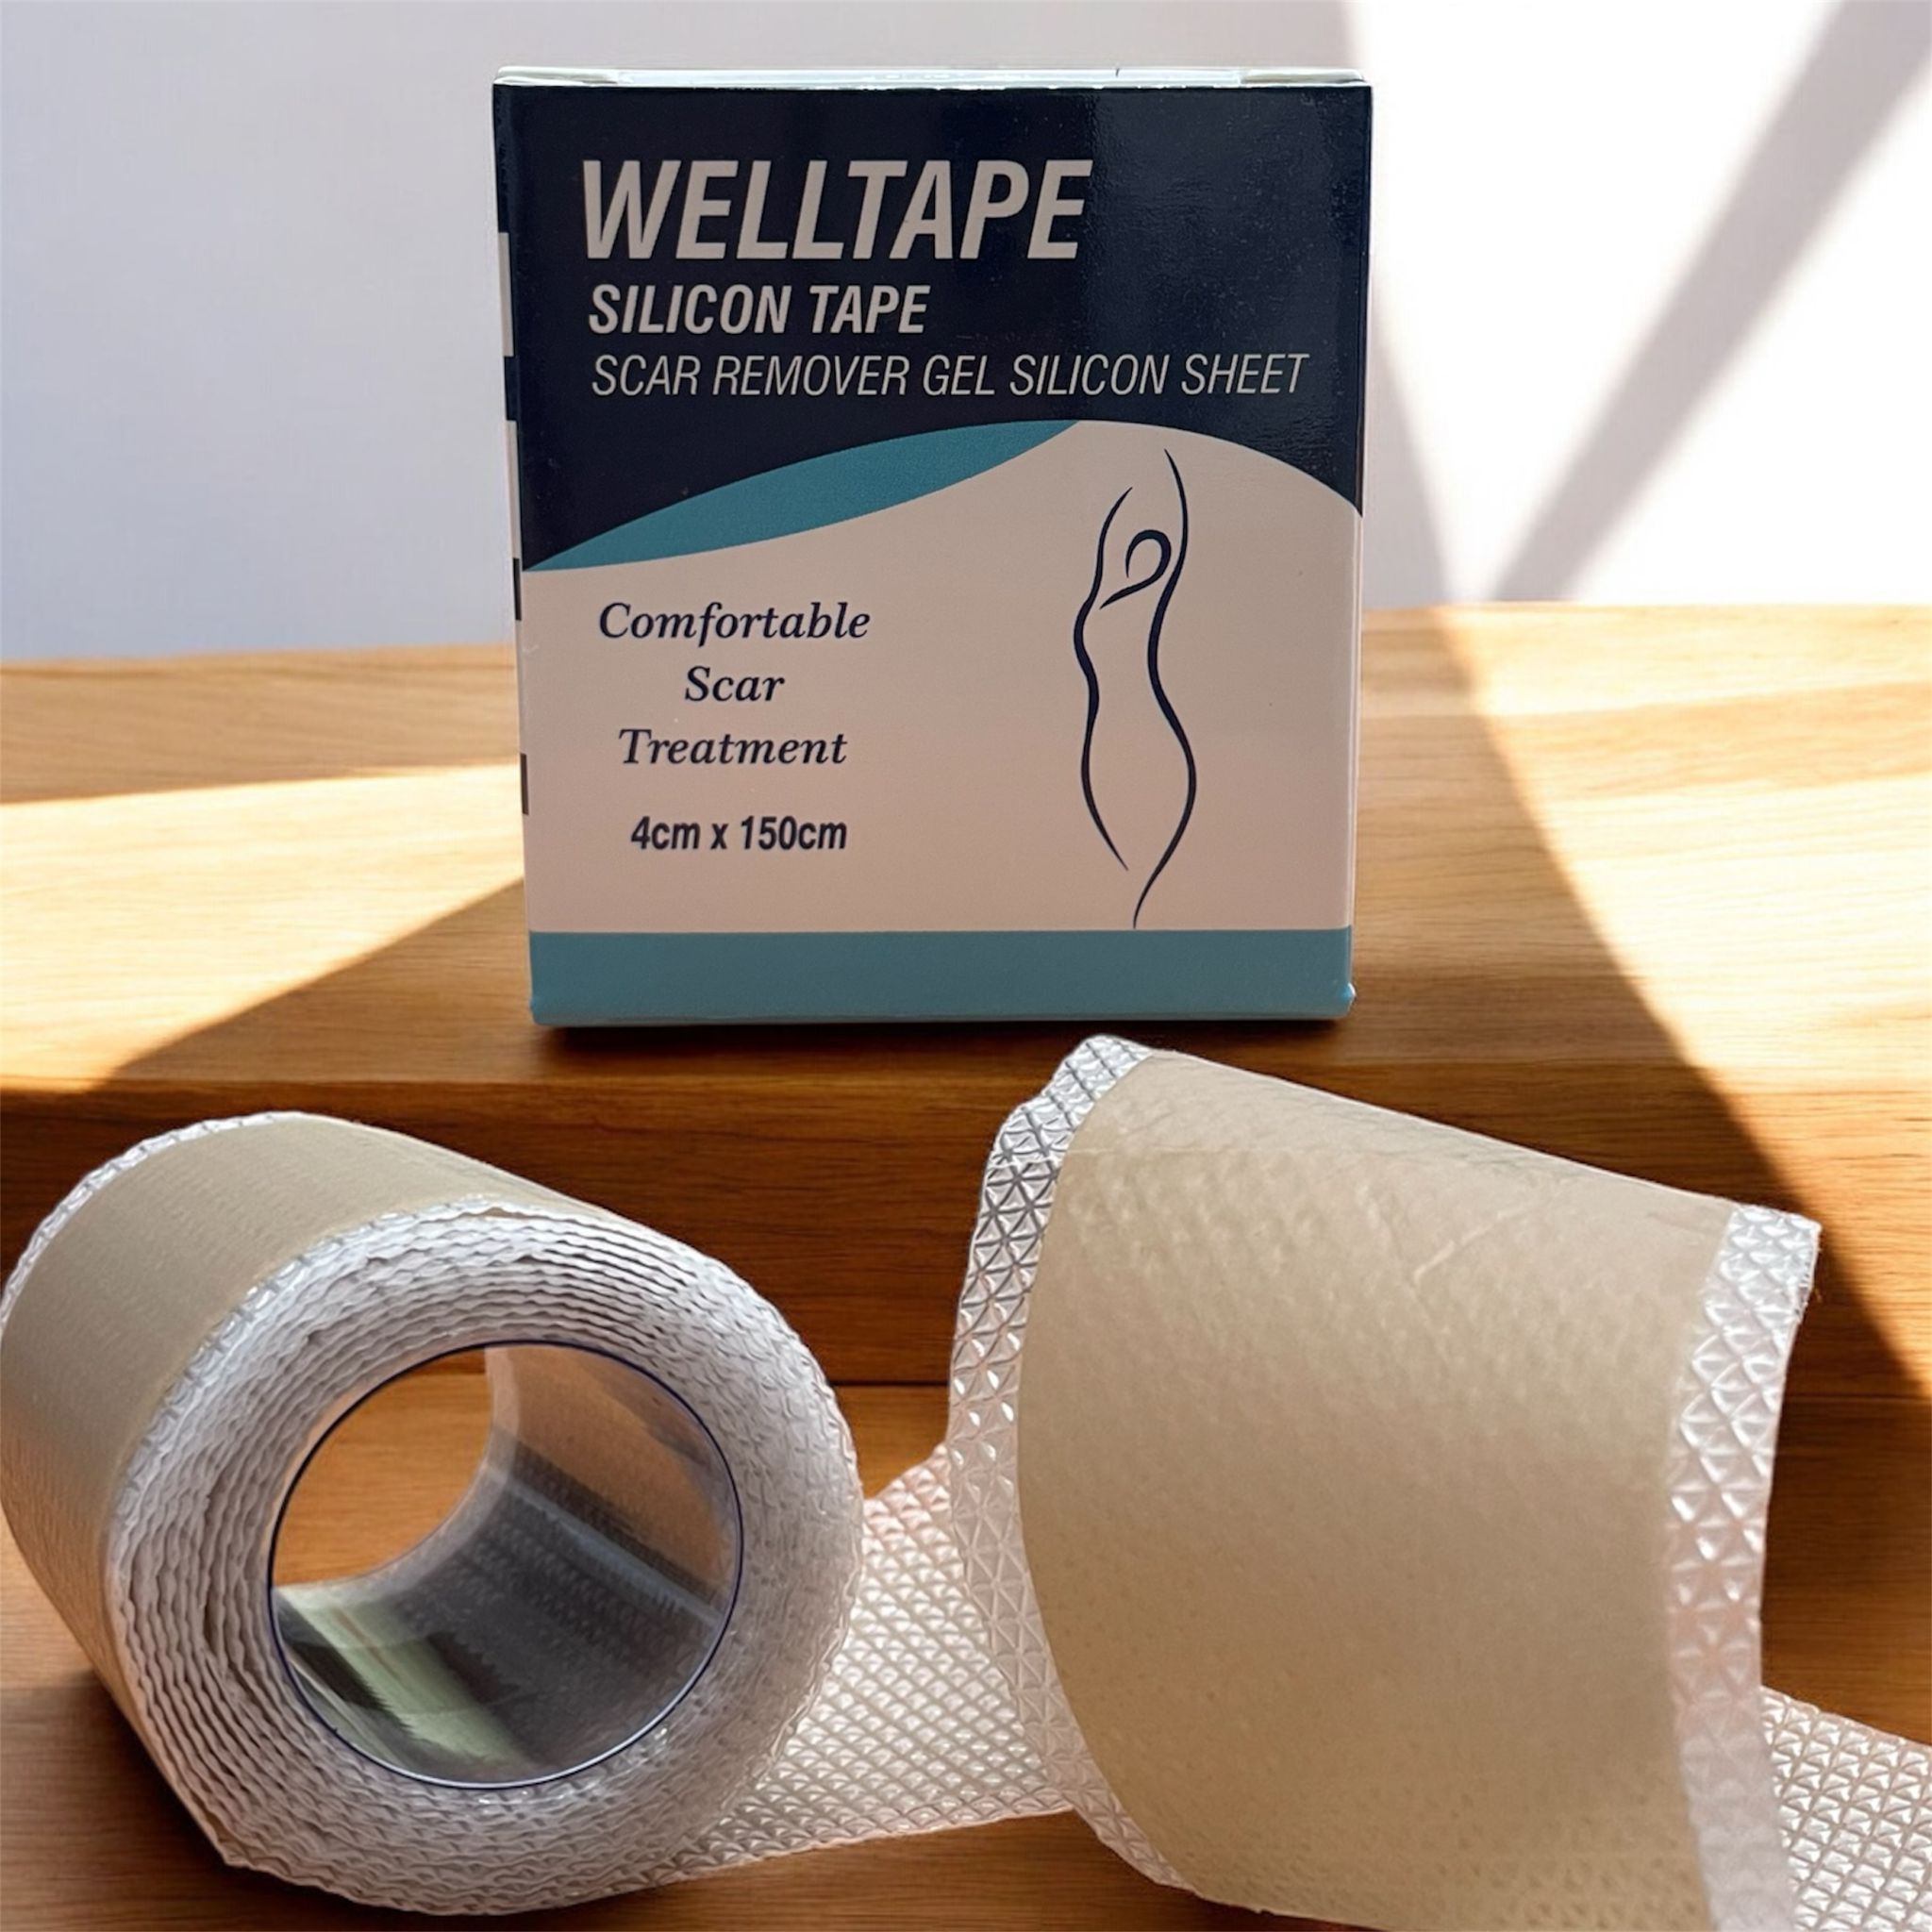 WELLTAPE
SILICON TAPE
SCAR REMOVER GEL SILICON SHEET
Comfortable
Scar
Treatment
4cm x 150cm